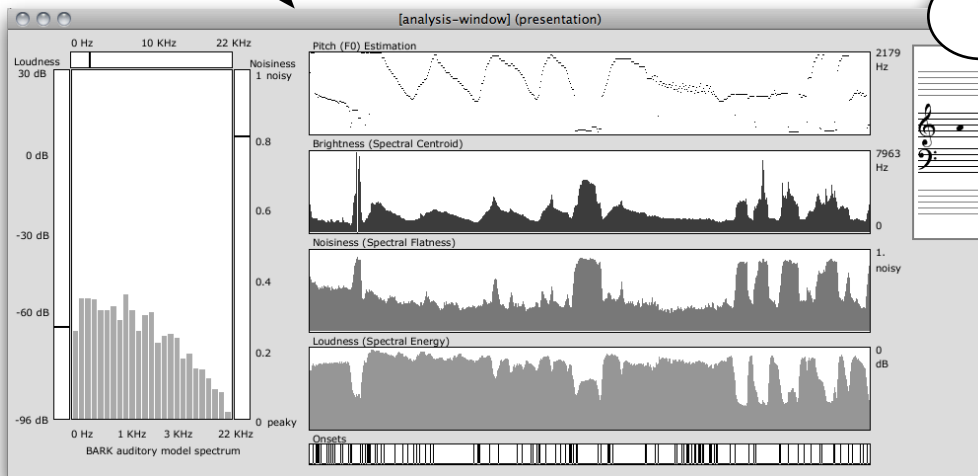 [analysis-window] (presentation)
0 Hz 10 KHz 22 KHz
Loudness
Noisiness
30 dB
0 dB
-30 dB
-60 dB
-96 dB
1 noisy
0.8
0.6
0.4
0.2
0 peaky
0 Hz 1 KHz 3 KHz 22 KHz
BARK auditory model spectrum
Pitch (F0) Estimation
2179
Hz
Brightness (Spectral Centroid)
7963
Hz
0
Noisiness (Spectral Flatness)
1.
noisy
Loudness (Spectral Energy)
0
dB
Onsets